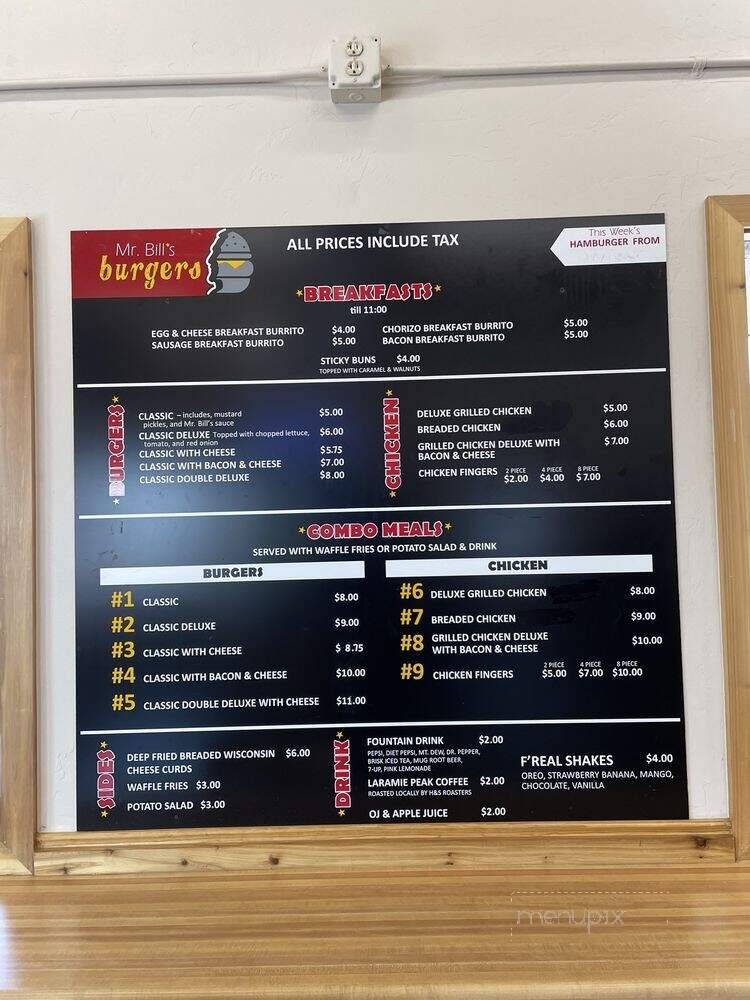 Mr. Bill's
burgers
ALL PRICES INCLUDE TAX
This Week's
HAMBURGER FROM
BREAKFASTS
till 11:00
EGG & CHEESE BREAKFAST BURRITO $4.00
SAUSAGE BREAKFAST BURRITO $5.00
CHORIZO BREAKFAST BURRITO $5.00
BACON BREAKFAST BURRITO $5.00
STICKY BUNS $4.00
TOPPED WITH CARAMEL & WALNUTS
BURGERS
CLASSIC – includes, mustard $5.00
pickles, and Mr. Bill's sauce
CLASSIC DELUXE Topped with chopped lettuce, $6.00
tomato, and red onion
CLASSIC WITH CHEESE $5.75
CLASSIC WITH BACON & CHEESE $7.00
CLASSIC DOUBLE DELUXE $8.00
CHICKEN
DELUXE GRILLED CHICKEN $5.00
BREADED CHICKEN $6.00
GRILLED CHICKEN DELUXE WITH $7.00
BACON & CHEESE
CHICKEN FINGERS 2 PIECE 4 PIECE 8 PIECE
$2.00 $4.00 $7.00
COMBO MEALS
SERVED WITH WAFFLE FRIES OR POTATO SALAD & DRINK
BURGERS
#1 CLASSIC $8.00
#2 CLASSIC DELUXE $9.00
#3 CLASSIC WITH CHEESE $ 8.75
#4 CLASSIC WITH BACON & CHEESE $10.00
#5 CLASSIC DOUBLE DELUXE WITH CHEESE $11.00
CHICKEN
#6 DELUXE GRILLED CHICKEN $8.00
#7 BREADED CHICKEN $9.00
#8 GRILLED CHICKEN DELUXE $10.00
WITH BACON & CHEESE
2 PIECE 4 PIECE 8 PIECE
#9 CHICKEN FINGERS $5.00 $7.00 $10.00
SIDES
DEEP FRIED BREADED WISCONSIN $6.00
CHEESE CURDS
WAFFLE FRIES $3.00
POTATO SALAD $3.00
DRINK
FOUNTAIN DRINK $2.00
PEPSI, DIET PEPSI, MT. DEW, DR. PEPPER,
BRISK ICED TEA, MUG ROOT BEER,
7-UP, PINK LEMONADE
LARAMIE PEAK COFFEE $2.00
ROASTED LOCALLY BY H&S ROASTERS
OJ & APPLE JUICE $2.00
F'REAL SHAKES $4.00
OREO, STRAWBERRY BANANA, MANGO,
CHOCOLATE, VANILLA
menupix